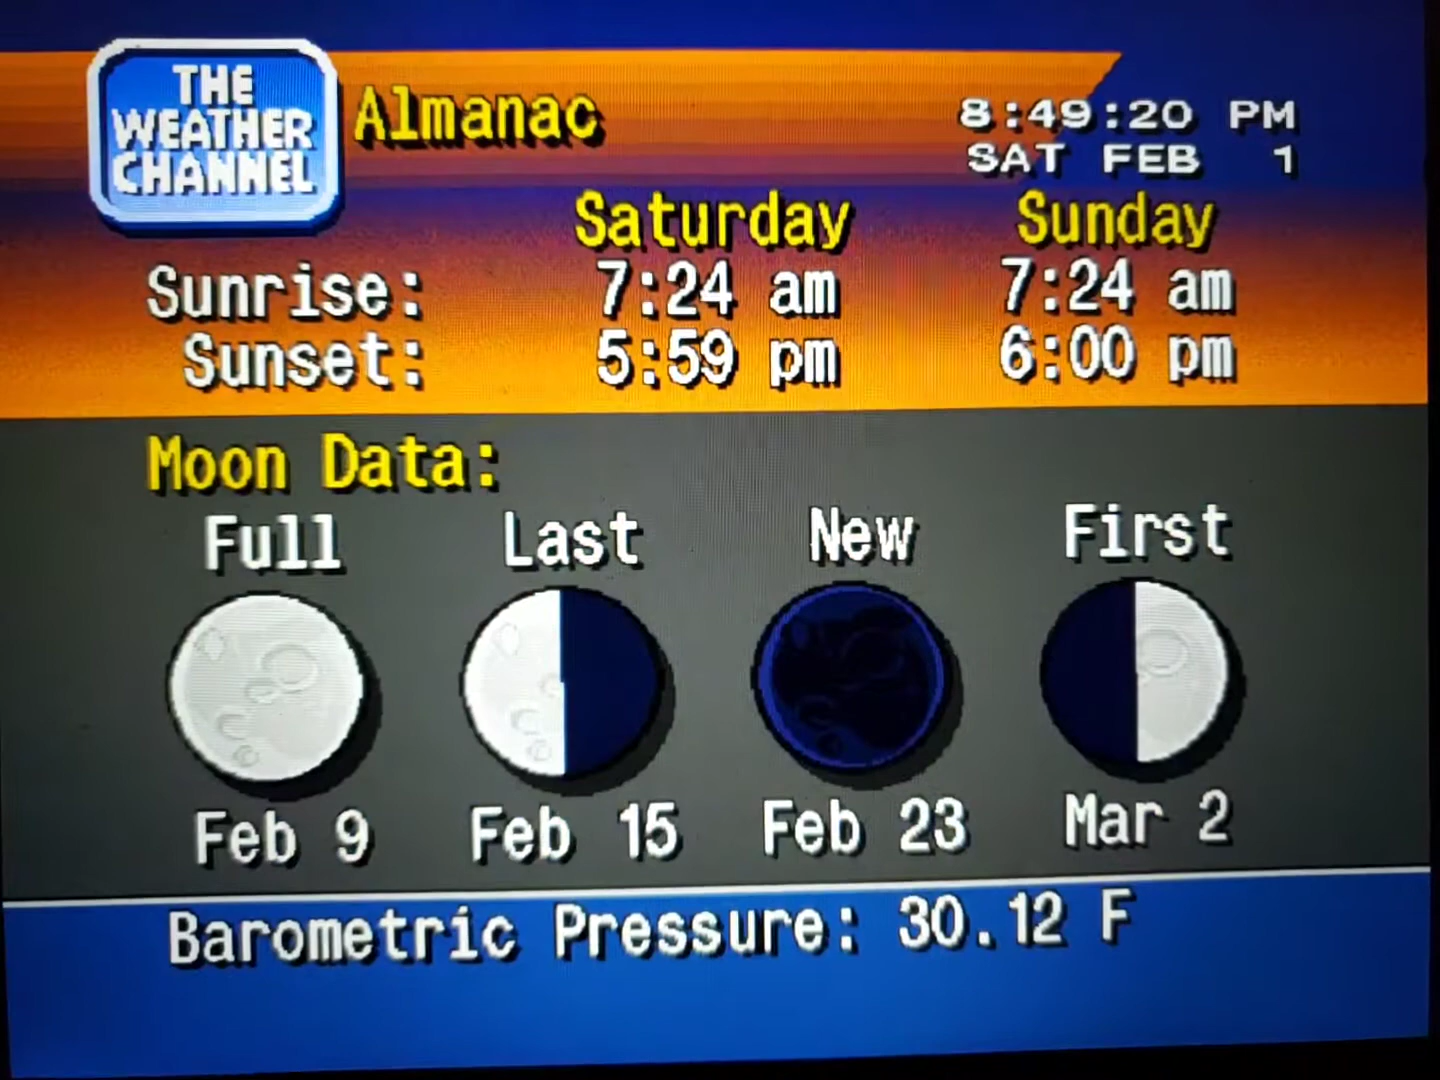 THE
WEATHER
CHANNEL
Almanac
8:49:20 PM
SAT FEB 1
Saturday Sunday
Sunrise: 7:24 am 7:24 am
Sunset: 5:59 pm 6:00 pm
Moon Data:
Full Last New First
Feb 9 Feb 15 Feb 23 Mar 2
Barometric Pressure: 30.12 F